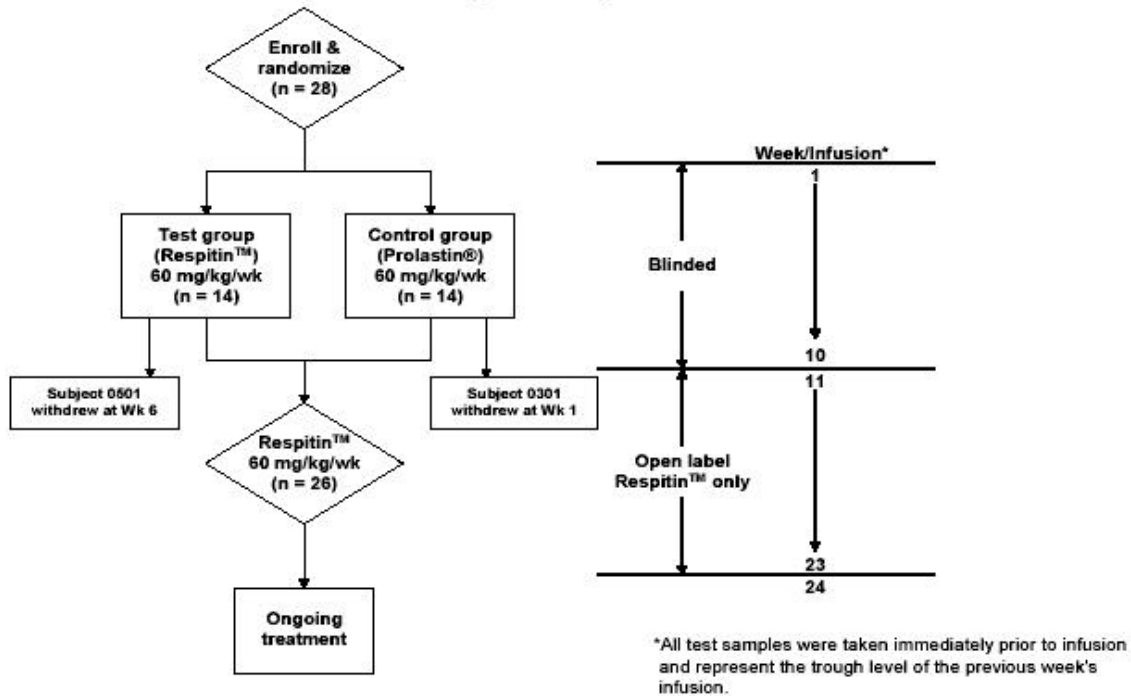 Enroll &
randomize
(n = 28)
Week/Infusion*
1
Test group
(Respitin™)
60 mg/kg/wk
(n = 14)
Control group
(Prolastin®)
60 mg/kg/wk
(n = 14)
Blinded
10
11
Subject 0501
withdrew at Wk 6
Subject 0301
withdrew at Wk 1
Respitin™
60 mg/kg/wk
(n = 26)
Open label
Respitin™ only
23
24
Ongoing
treatment
*All test samples were taken immediately prior to infusion
and represent the trough level of the previous week's
infusion.